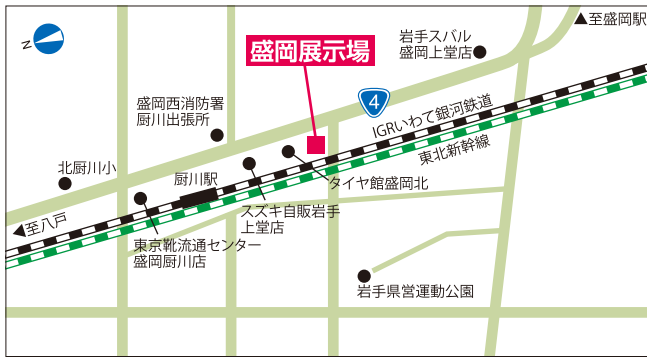 N
▲至盛岡駅
岩手スバル
盛岡上堂店
盛岡展示場
4
盛岡西消防署
厨川出張所
IGRいわて銀河鉄道
東北新幹線
北厨川小
厨川駅
タイヤ館盛岡北
スズキ自販岩手
上堂店
◀至八戸
東京靴流通センター
盛岡厨川店
岩手県営運動公園